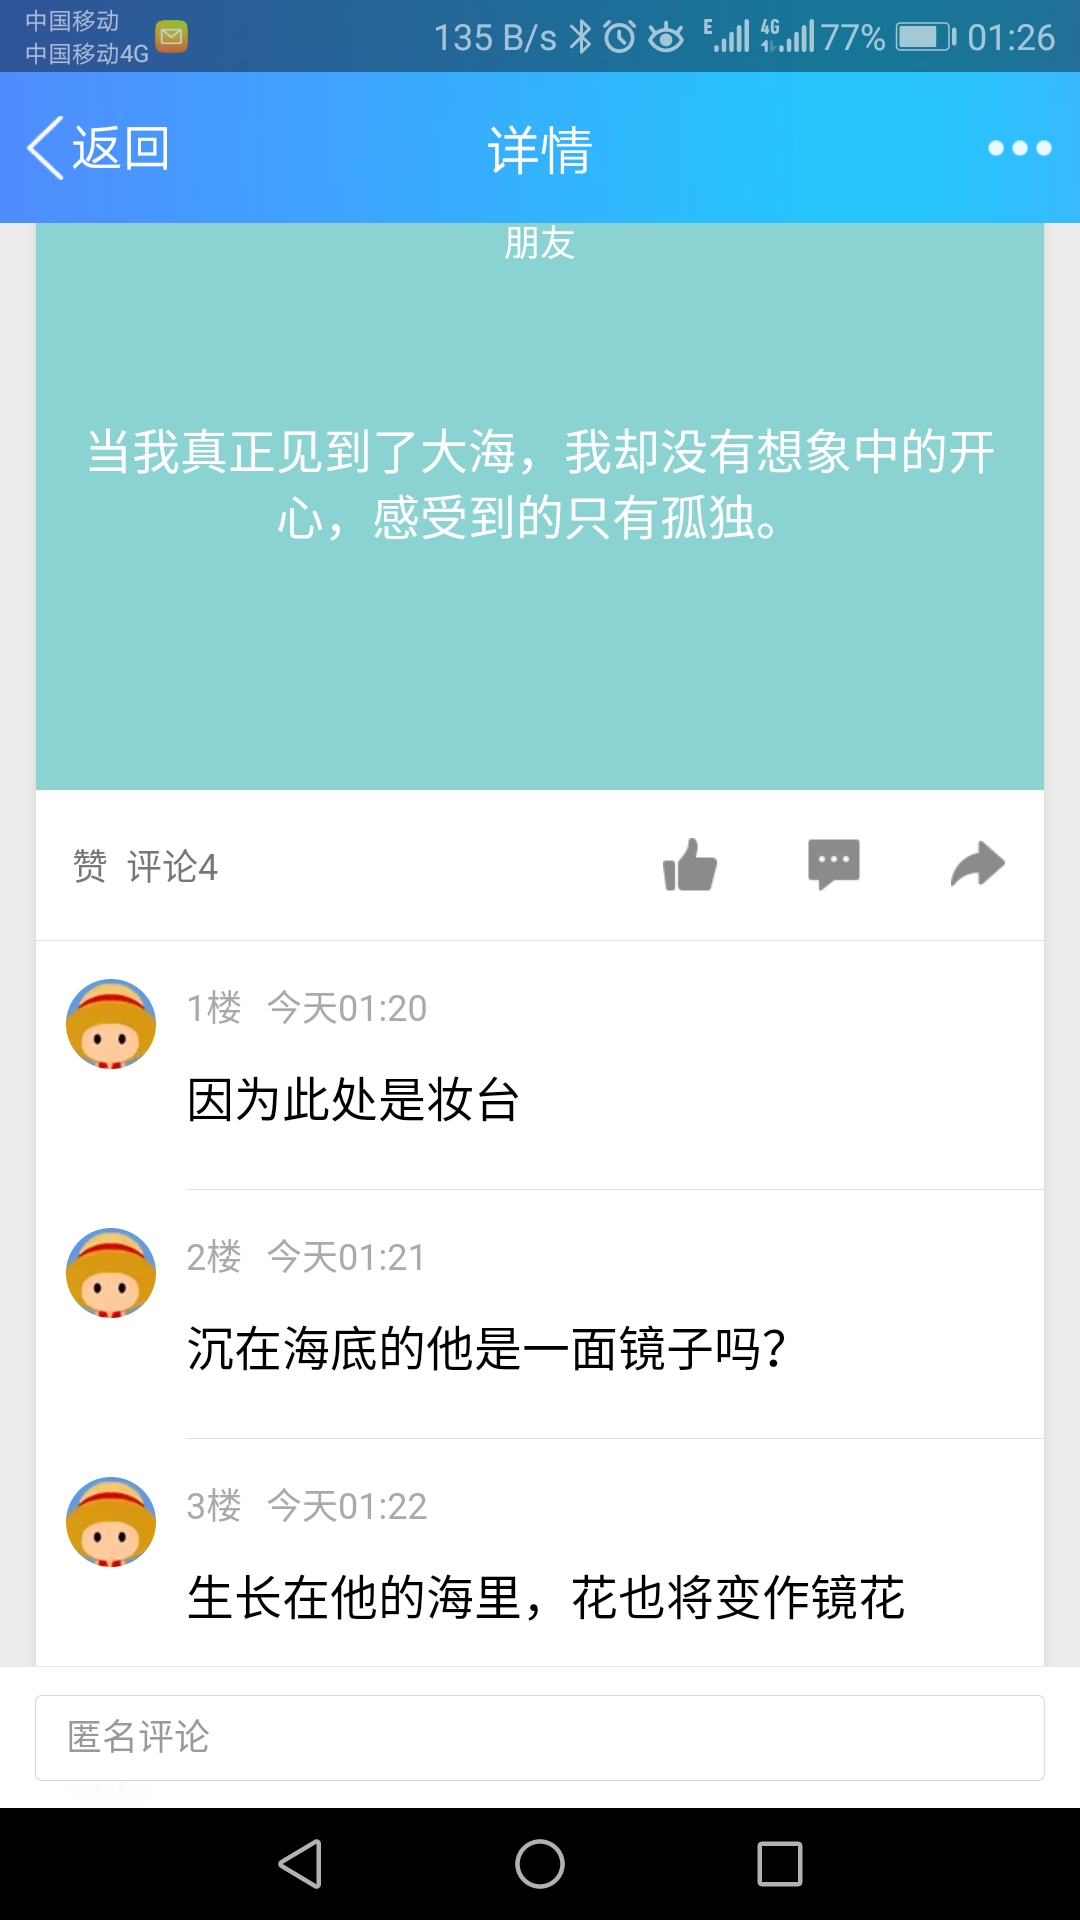 中国移动
中国移动4G
135 B/s
E
4G
77%
01:26
返回
详情
朋友
当我真正见到了大海，我却没有想象中的开
心，感受到的只有孤独。
赞 评论4
1楼 今天01:20
因为此处是妆台
2楼 今天01:21
沉在海底的他是一面镜子吗？
3楼 今天01:22
生长在他的海里，花也将变作镜花
匿名评论